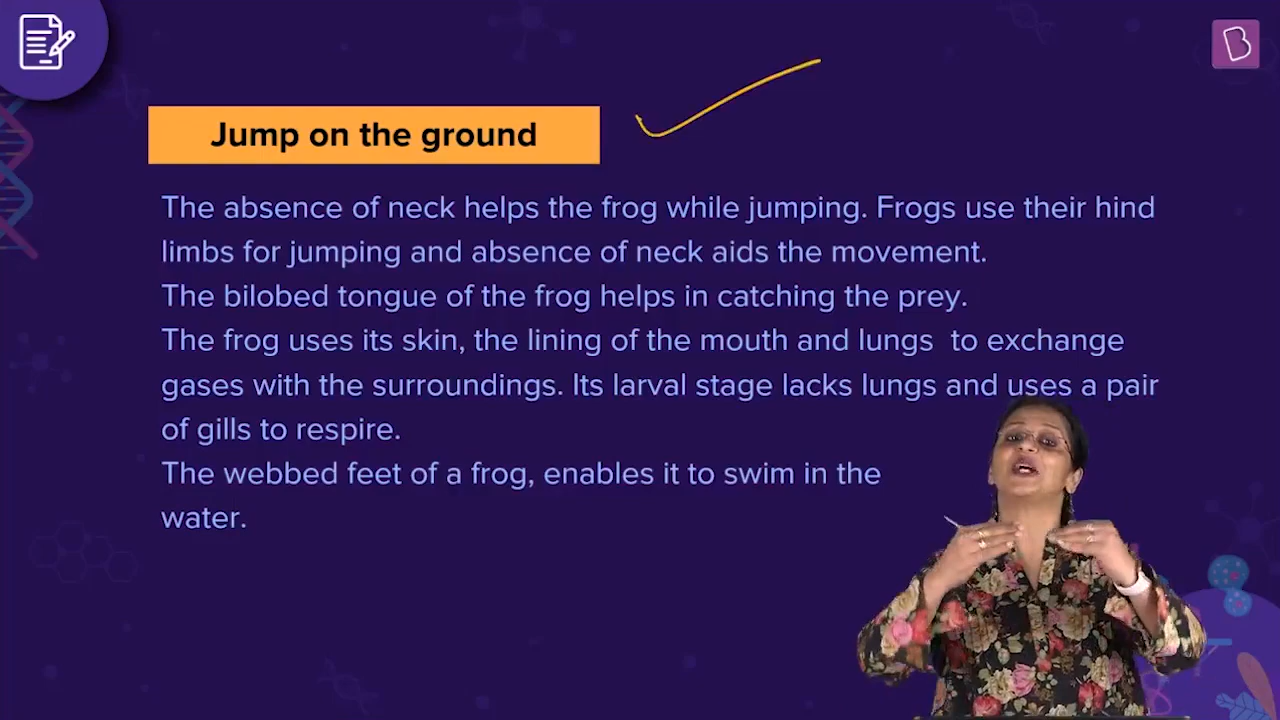 Jump on the ground
The absence of neck helps the frog while jumping. Frogs use their hind
limbs for jumping and absence of neck aids the movement.
The bilobed tongue of the frog helps in catching the prey.
The frog uses its skin, the lining of the mouth and lungs to exchange
gases with the surroundings. Its larval stage lacks lungs and uses a pair
of gills to respire.
The webbed feet of a frog, enables it to swim in the
water.